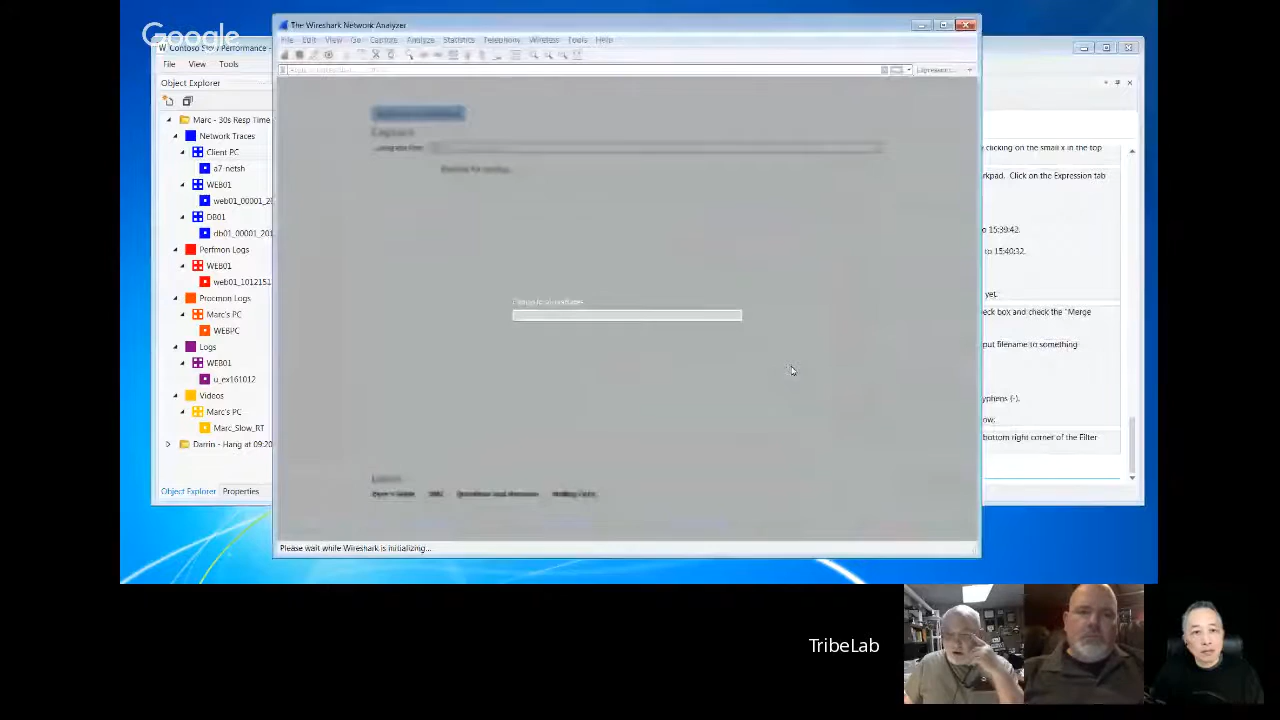 Google
Contoso
Performance -
File View Tools
Object Explorer
Marc - 30s Resp Time
Network Traces
Client PC
a7_netsh
WEB01
web01_00001_20
DB01
db01_00001_201
Perfmon Logs
WEB01
web01_1012151
Procmon Logs
Marc's PC
WEBPC
Logs
WEB01
u_ex161012
Videos
Marc's PC
Marc_Slow_RT
Darrin - Hang at 09:20
Object Explorer Properties
The Wireshark Network Analyzer
File Edit View Go Capture Analyze Statistics Telephony Wireless Tools Help
Expression...
Please wait while Wireshark is initializing...
y clicking on the small x in the top
rkpad. Click on the Expression tab
to 15:39:42.
to 15:40:32.
yet.
eck box and check the "Merge
put filename to something
yphens (-).
ow;
bottom right corner of the Filter
TribeLab